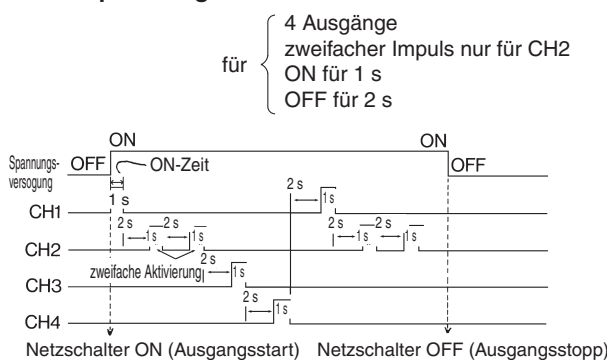 für
4 Ausgänge
zweifacher Impuls nur für CH2
ON für 1 s
OFF für 2 s
ON
ON
Spannungs-
versogung
OFF
ON-Zeit
OFF
1 s
2 s
1 s
CH1
2 s
2 s
2 s
2 s
CH2
1s
1s
1s
1s
zweifache Aktivierung
2 s
CH3
1s
2 s
CH4
1s
Netzschalter ON (Ausgangsstart)
Netzschalter OFF (Ausgangsstopp)